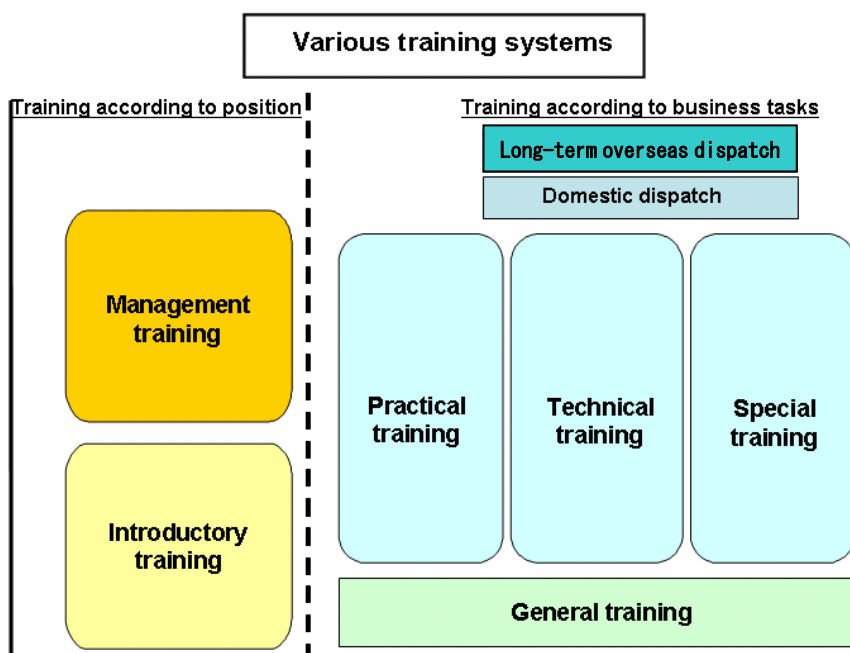 Various training systems
Training according to position
Training according to business tasks
Long-term overseas dispatch
Domestic dispatch
Management
training
Practical
training
Technical
training
Special
training
Introductory
training
General training